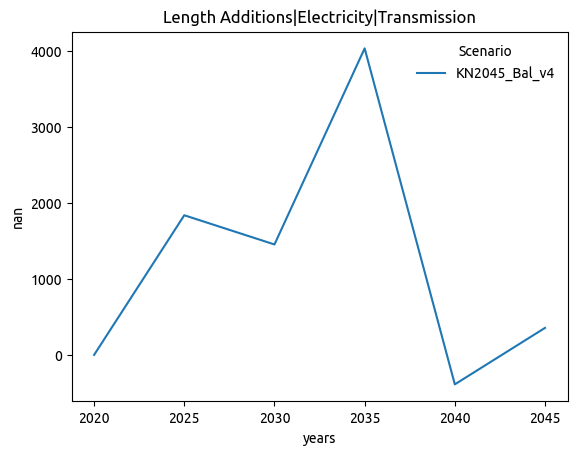 Length Additions|Electricity|Transmission
Scenario
KN2045_Bal_v4
4000
3000
2000
1000
0
nan
2020 2025 2030 2035 2040 2045
years